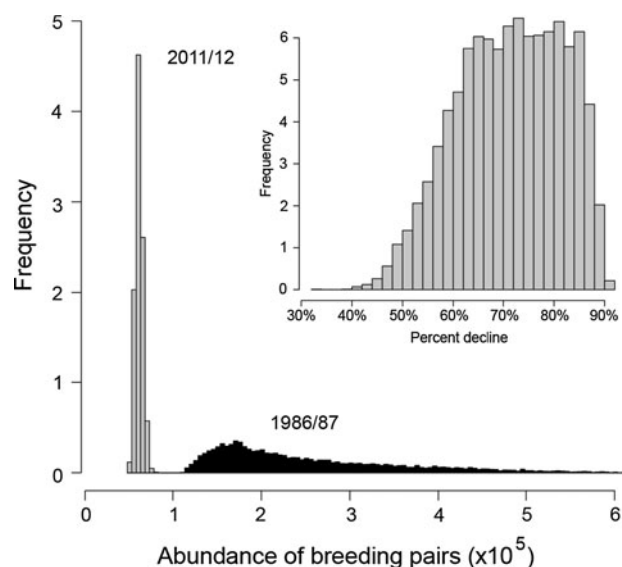 5
4
3
2
1
0
Frequency
2011/12
1986/87
0 1 2 3 4 5 6
Abundance of breeding pairs (x10⁵)
6
5
4
3
2
1
0
Frequency
30% 40% 50% 60% 70% 80% 90%
Percent decline